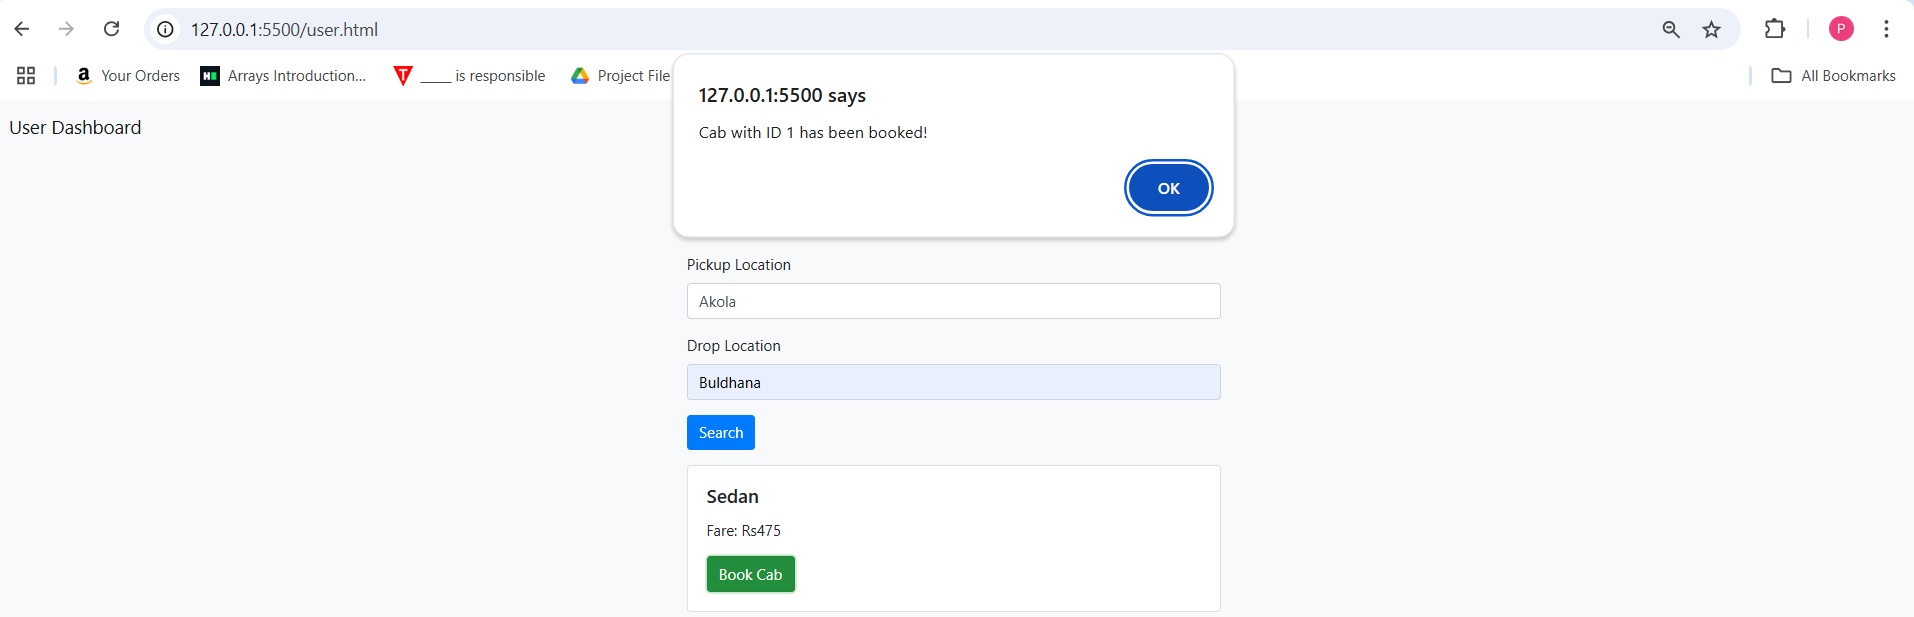 127.0.0.1:5500/user.html
P
Your Orders
Arrays Introduction...
_____ is responsible
Project File
All Bookmarks
127.0.0.1:5500 says
Cab with ID 1 has been booked!
OK
User Dashboard
Pickup Location
Akola
Drop Location
Buldhana
Search
Sedan
Fare: Rs475
Book Cab